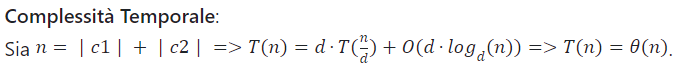 Complessità Temporale:
Sia n = | c1 | + | c2 | => T(n) = d · T(n/d) + O(d · log_d(n)) => T(n) = θ(n).